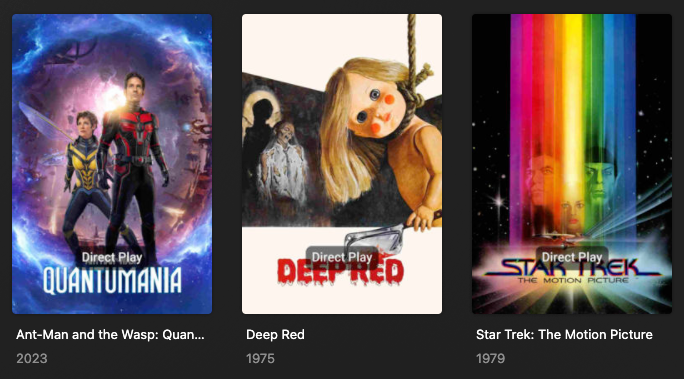 Direct Play
QUANTUMANIA
Direct Play
DEEP RED
Direct Play
STAR TREK
THE MOTION PICTURE
Ant-Man and the Wasp: Quan...
2023
Deep Red
1975
Star Trek: The Motion Picture
1979